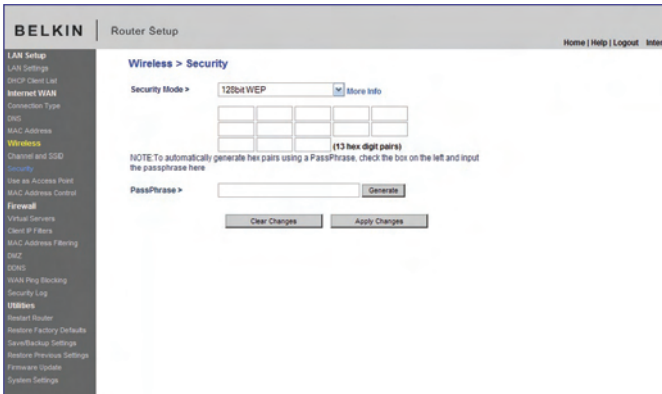 BELKIN Router Setup
Home | Help | Logout Inter
LAN Setup
LAN Settings
DHCP Client List
Internet WAN
Connection Type
DNS
MAC Address
Wireless
Channel and SSID
Security
Use as Access Point
MAC Address Control
Firewall
Virtual Servers
Client IP Filters
MAC Address Filtering
DMZ
DDNS
WAN Ping Blocking
Security Log
Utilities
Restart Router
Restore Factory Defaults
Save/Backup Settings
Restore Previous Settings
Firmware Update
System Settings
Wireless > Security
Security Mode > 128bit WEP More Info
(13 hex digit pairs)
NOTE:To automatically generate hex pairs using a PassPhrase, check the box on the left and input
the passphrase here
PassPhrase > Generate
Clear Changes Apply Changes